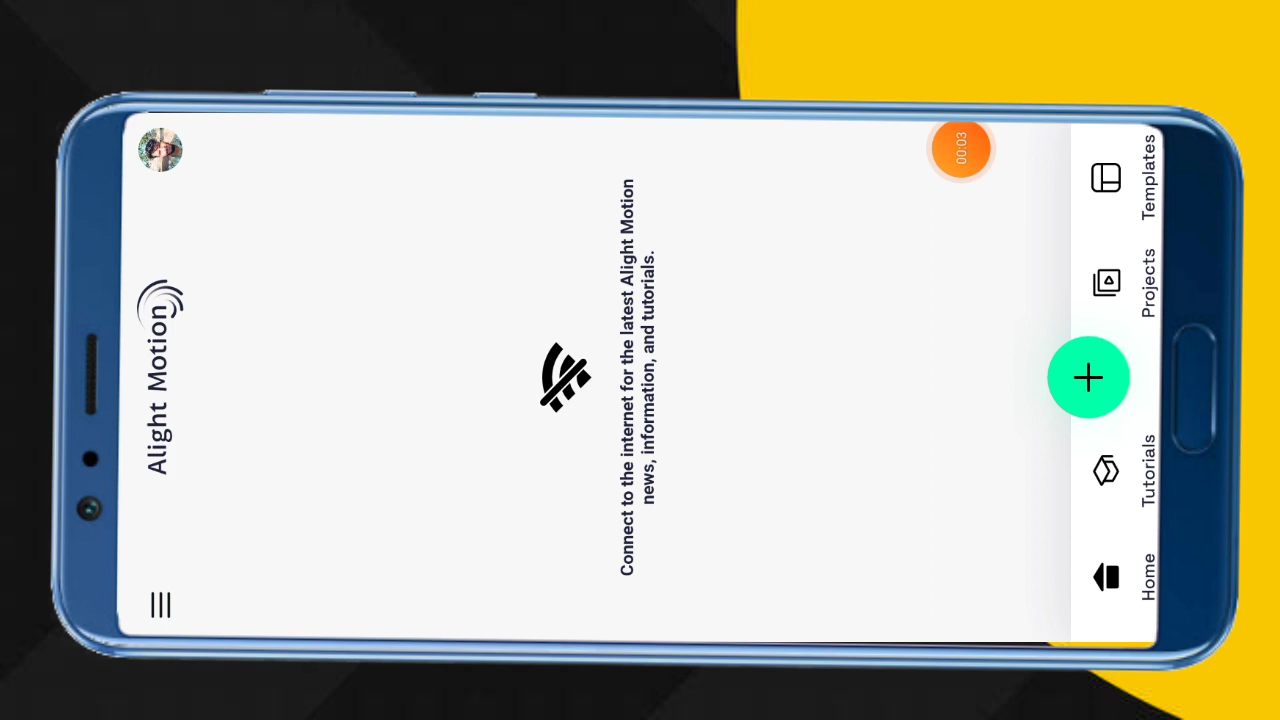 Alight Motion
Connect to the internet for the latest Alight Motion
news, information, and tutorials.
00:03
Home
Tutorials
Projects
Templates